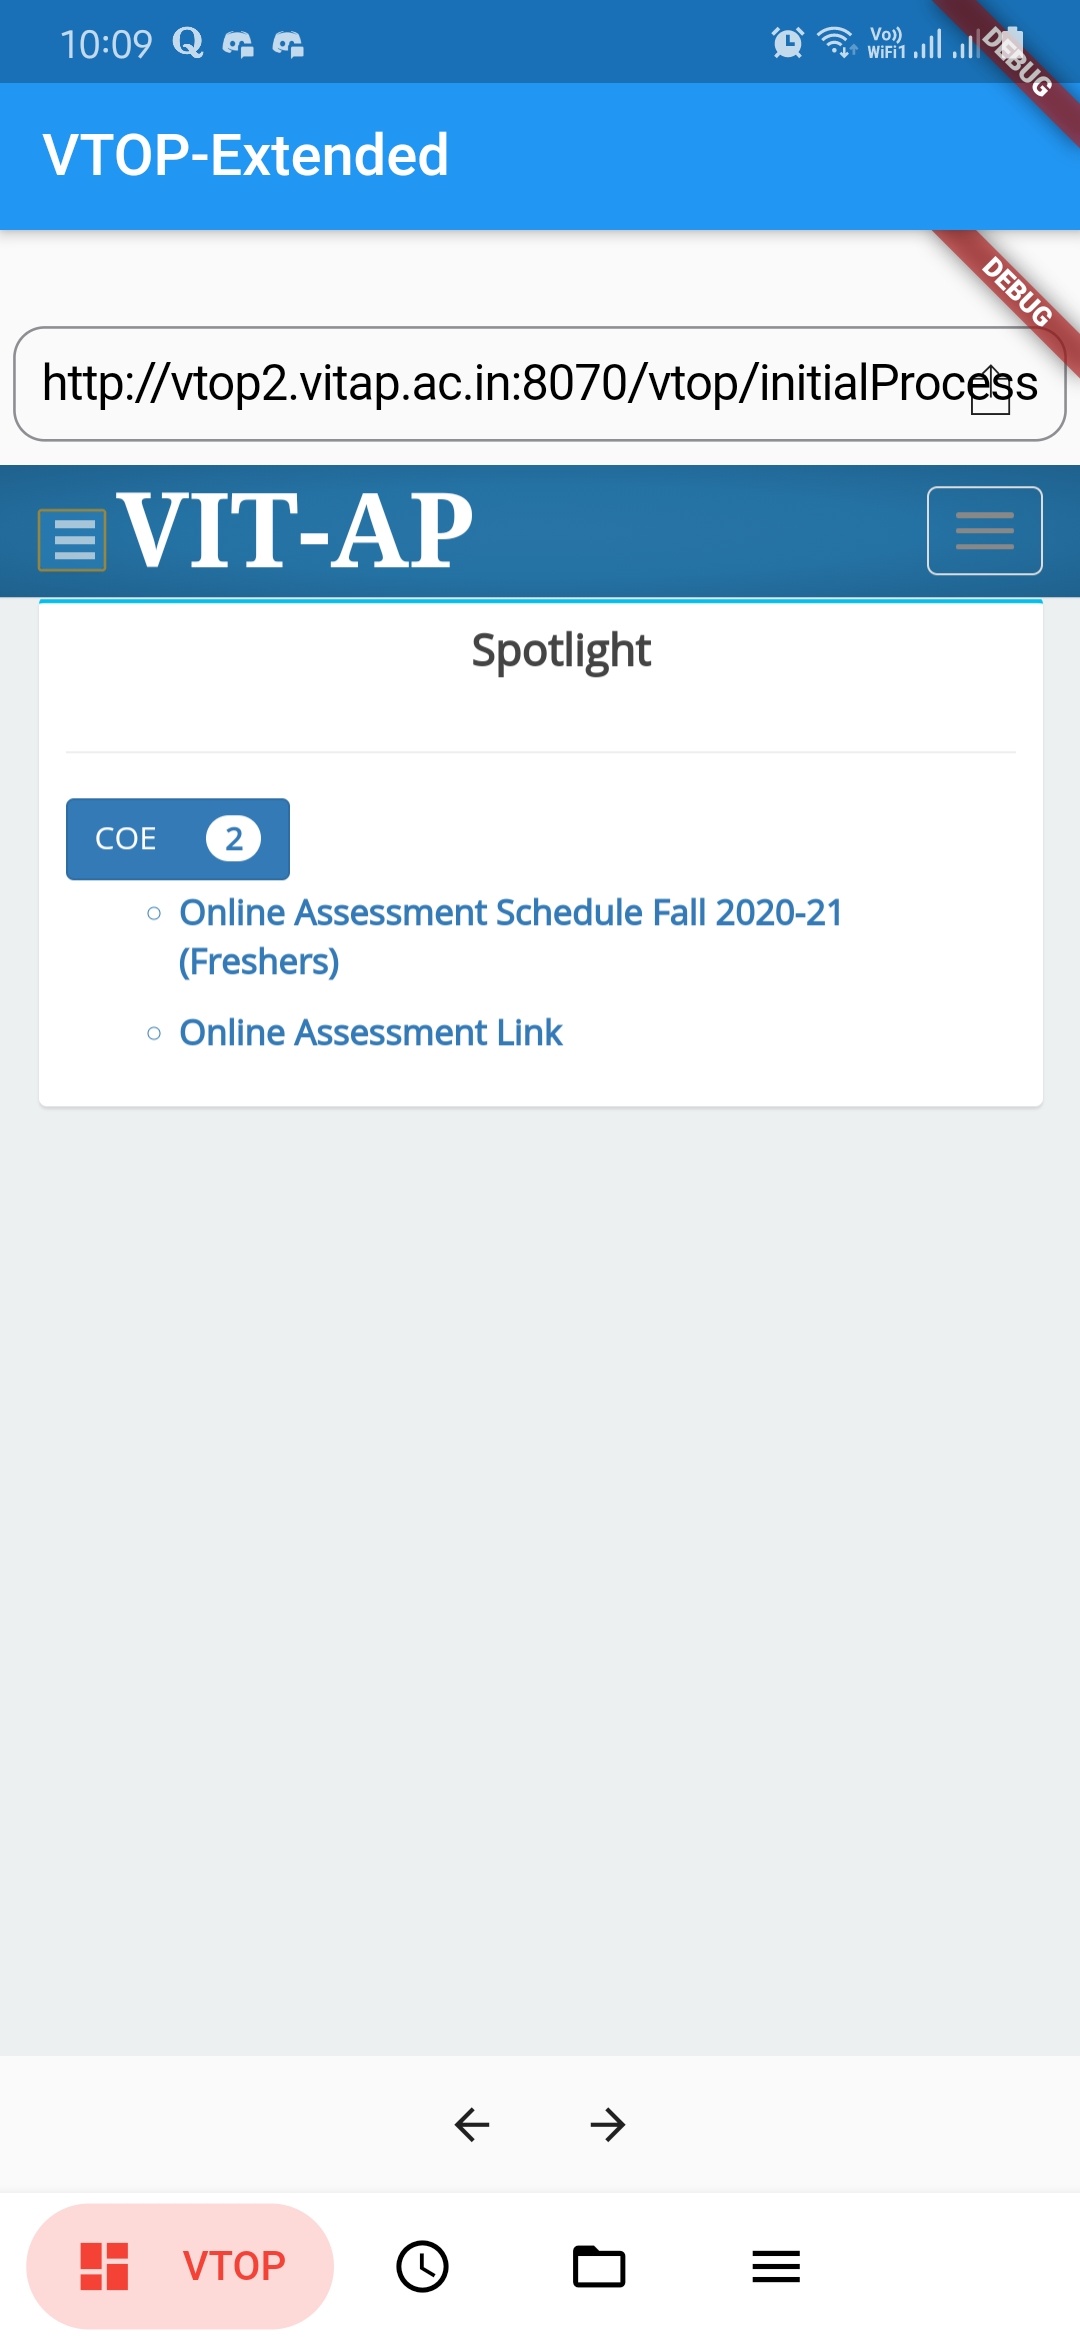 10:09
Vo))
WiFi1
DEBUG
VTOP-Extended
DEBUG
http://vtop2.vitap.ac.in:8070/vtop/initialProcess
VIT-AP
Spotlight
COE 2
Online Assessment Schedule Fall 2020-21
(Freshers)
Online Assessment Link
VTOP